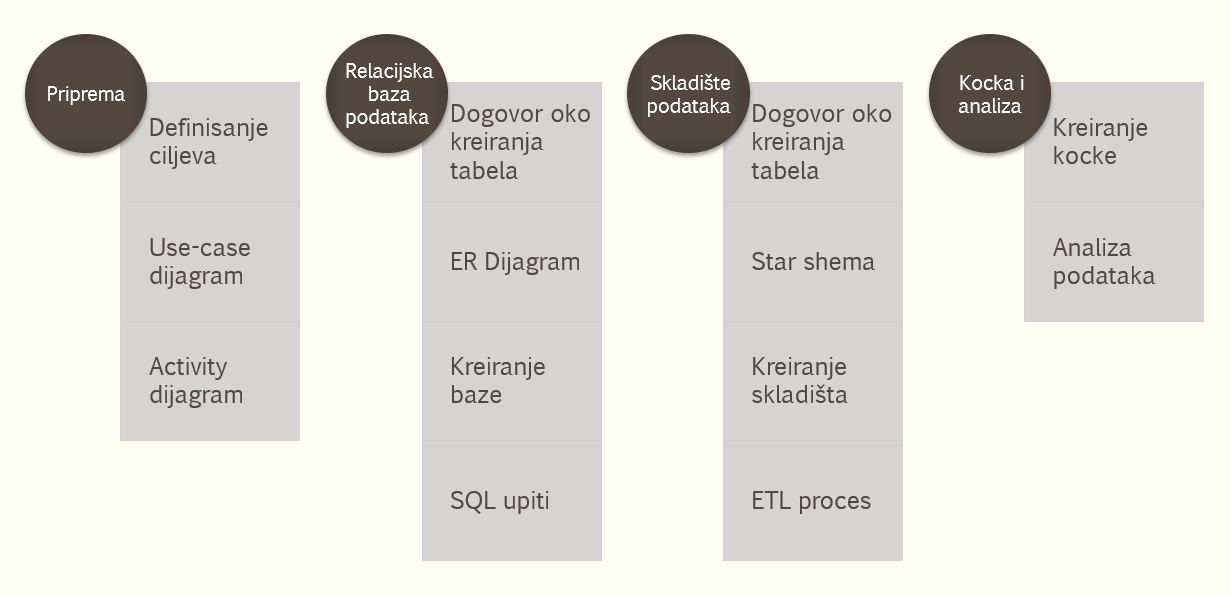 Priprema
Definisanje
ciljeva
Use-case
dijagram
Activity
dijagram
Relacijska
baza
podataka
Dogovor oko
kreiranja
tabela
ER Dijagram
Kreiranje
baze
SQL upiti
Skladište
podataka
Dogovor oko
kreiranja
tabela
Star shema
Kreiranje
skladišta
ETL proces
Kocka i
analiza
Kreiranje
kocke
Analiza
podataka